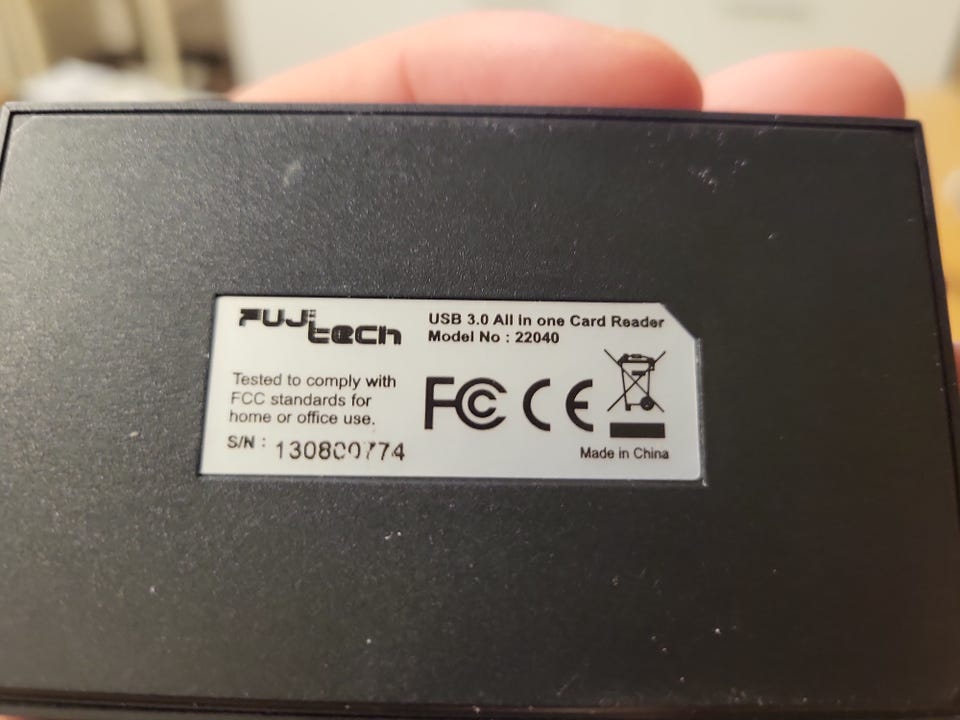 FUJitech
USB 3.0 All in one Card Reader
Model No : 22040
Tested to comply with
FCC standards for
home or office use.
FC CE
S/N : 130800774
Made in China